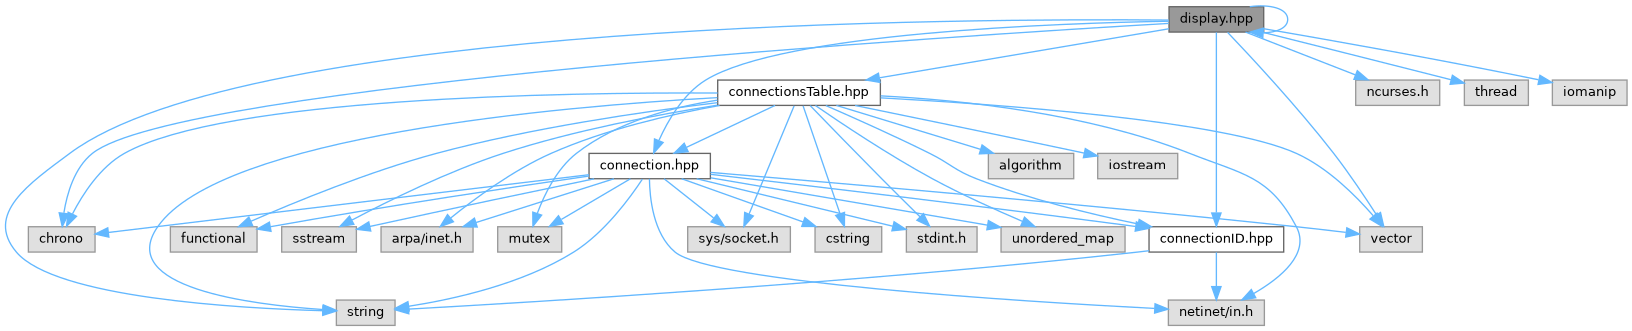 display.hpp
connectionsTable.hpp
ncurses.h
thread
iomanip
connection.hpp
algorithm
iostream
chrono
functional
sstream
arpa/inet.h
mutex
sys/socket.h
cstring
stdint.h
unordered_map
connectionID.hpp
vector
string
netinet/in.h